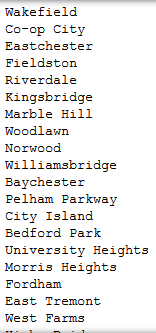 Wakefield
Co-op City
Eastchester
Fieldston
Riverdale
Kingsbridge
Marble Hill
Woodlawn
Norwood
Williamsbridge
Baychester
Pelham Parkway
City Island
Bedford Park
University Heights
Morris Heights
Fordham
East Tremont
West Farms